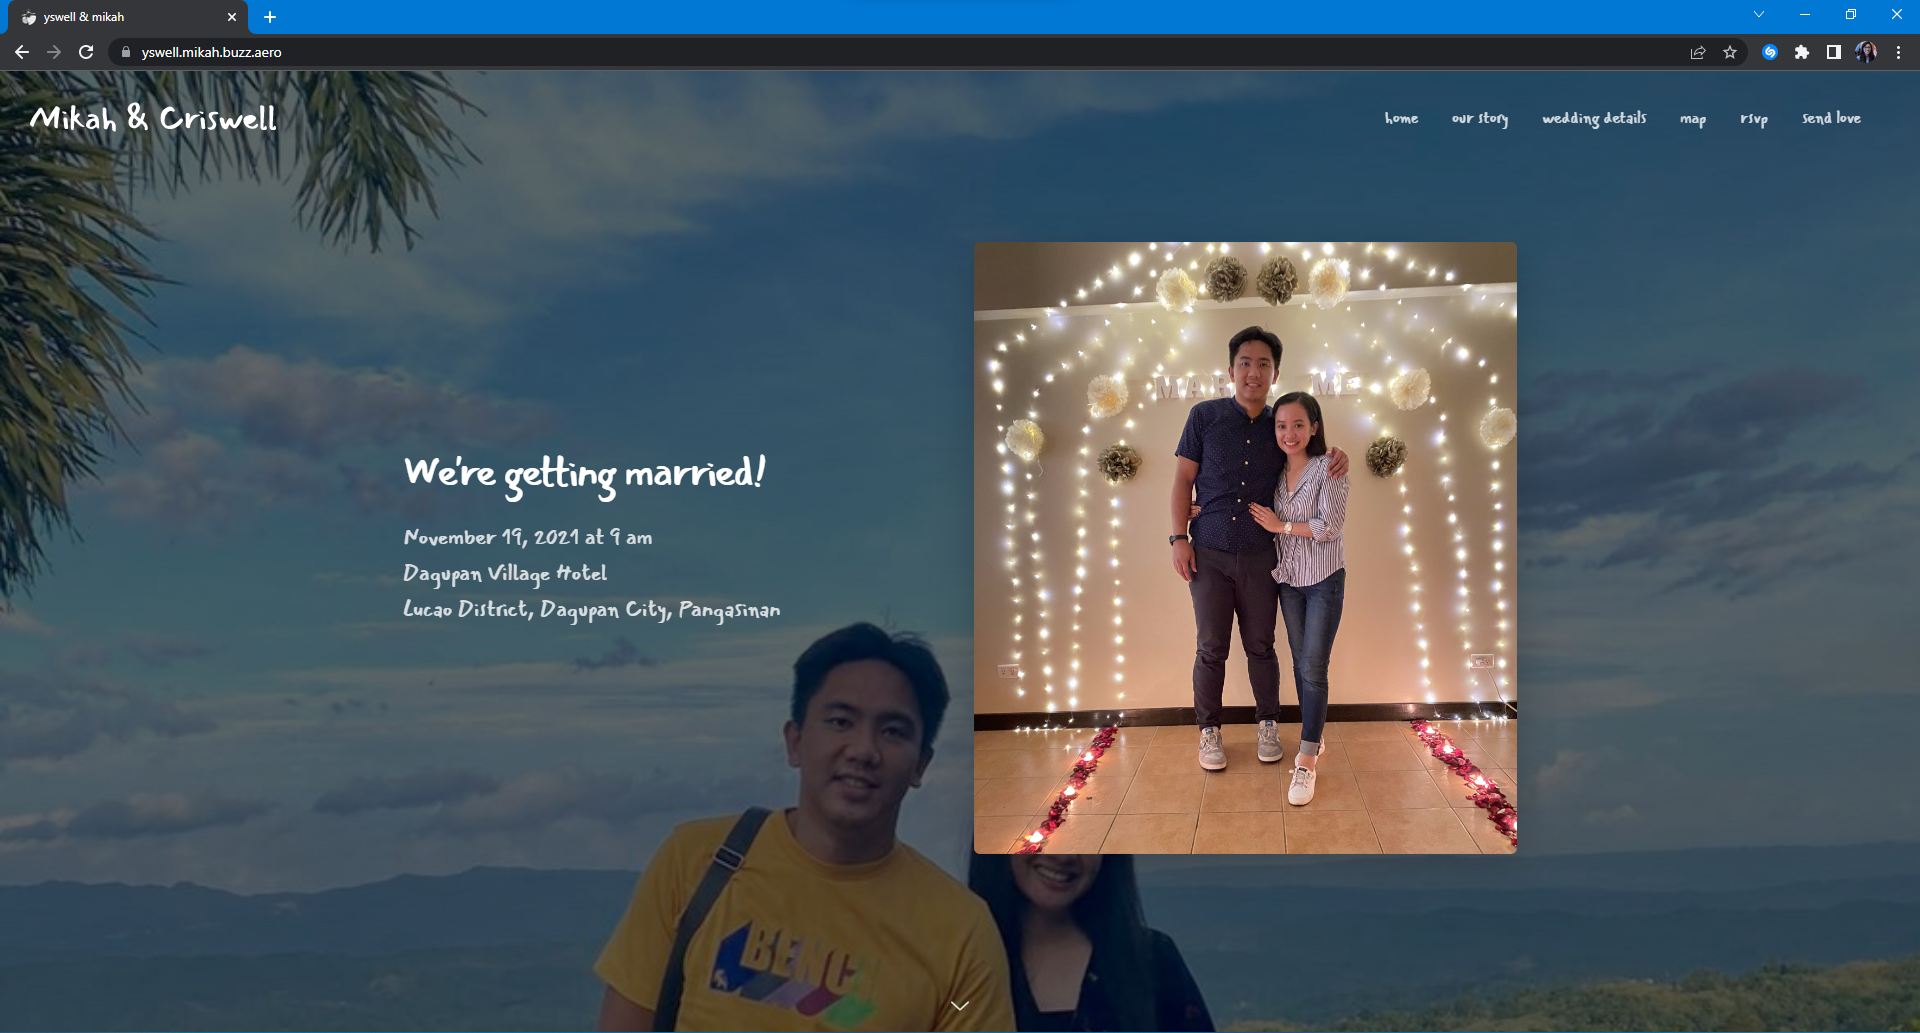 yswell & mikah
yswell.mikah.buzz.aero
Mikah & Criswell
home our story wedding details map rsvp send love
MAR ME
We're getting married!
November 19, 2021 at 9 am
Dagupan Village Hotel
Lucao District, Dagupan City, Pangasinan
BENCH